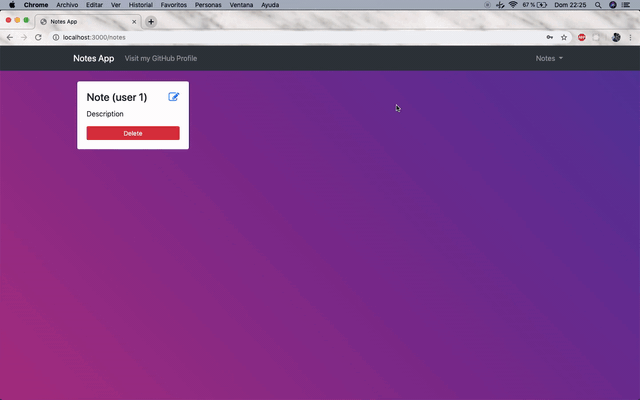 Chrome Archivo Editar Ver Historial Favoritos Personas Ventana Ayuda 67 % Dom 22:25
Notes App
localhost:3000/notes
Notes App Visit my GitHub Profile Notes
Note (user 1)
Description
Delete